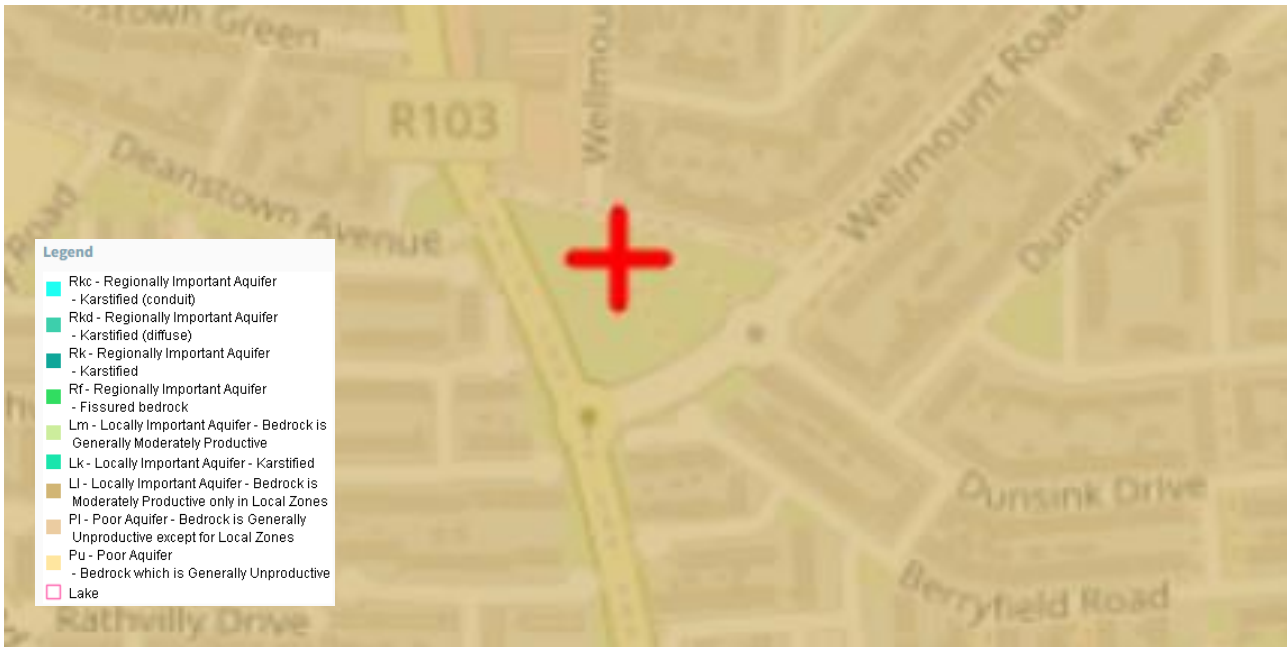 nstown Green
R103
Wellmou
Wellmount Road
Dunsink Avenue
Deanstown Avenue
Road
Legend
Rkc - Regionally Important Aquifer
- Karstified (conduit)
Rkd - Regionally Important Aquifer
- Karstified (diffuse)
Rk - Regionally Important Aquifer
- Karstified
Rf - Regionally Important Aquifer
- Fissured bedrock
Lm - Locally Important Aquifer - Bedrock is
Generally Moderately Productive
Lk - Locally Important Aquifer - Karstified
Ll - Locally Important Aquifer - Bedrock is
Moderately Productive only in Local Zones
Pl - Poor Aquifer - Bedrock is Generally
Unproductive except for Local Zones
Pu - Poor Aquifer
- Bedrock which is Generally Unproductive
Lake
Dunsink Drive
Berryfield Road
Rathvilly Drive